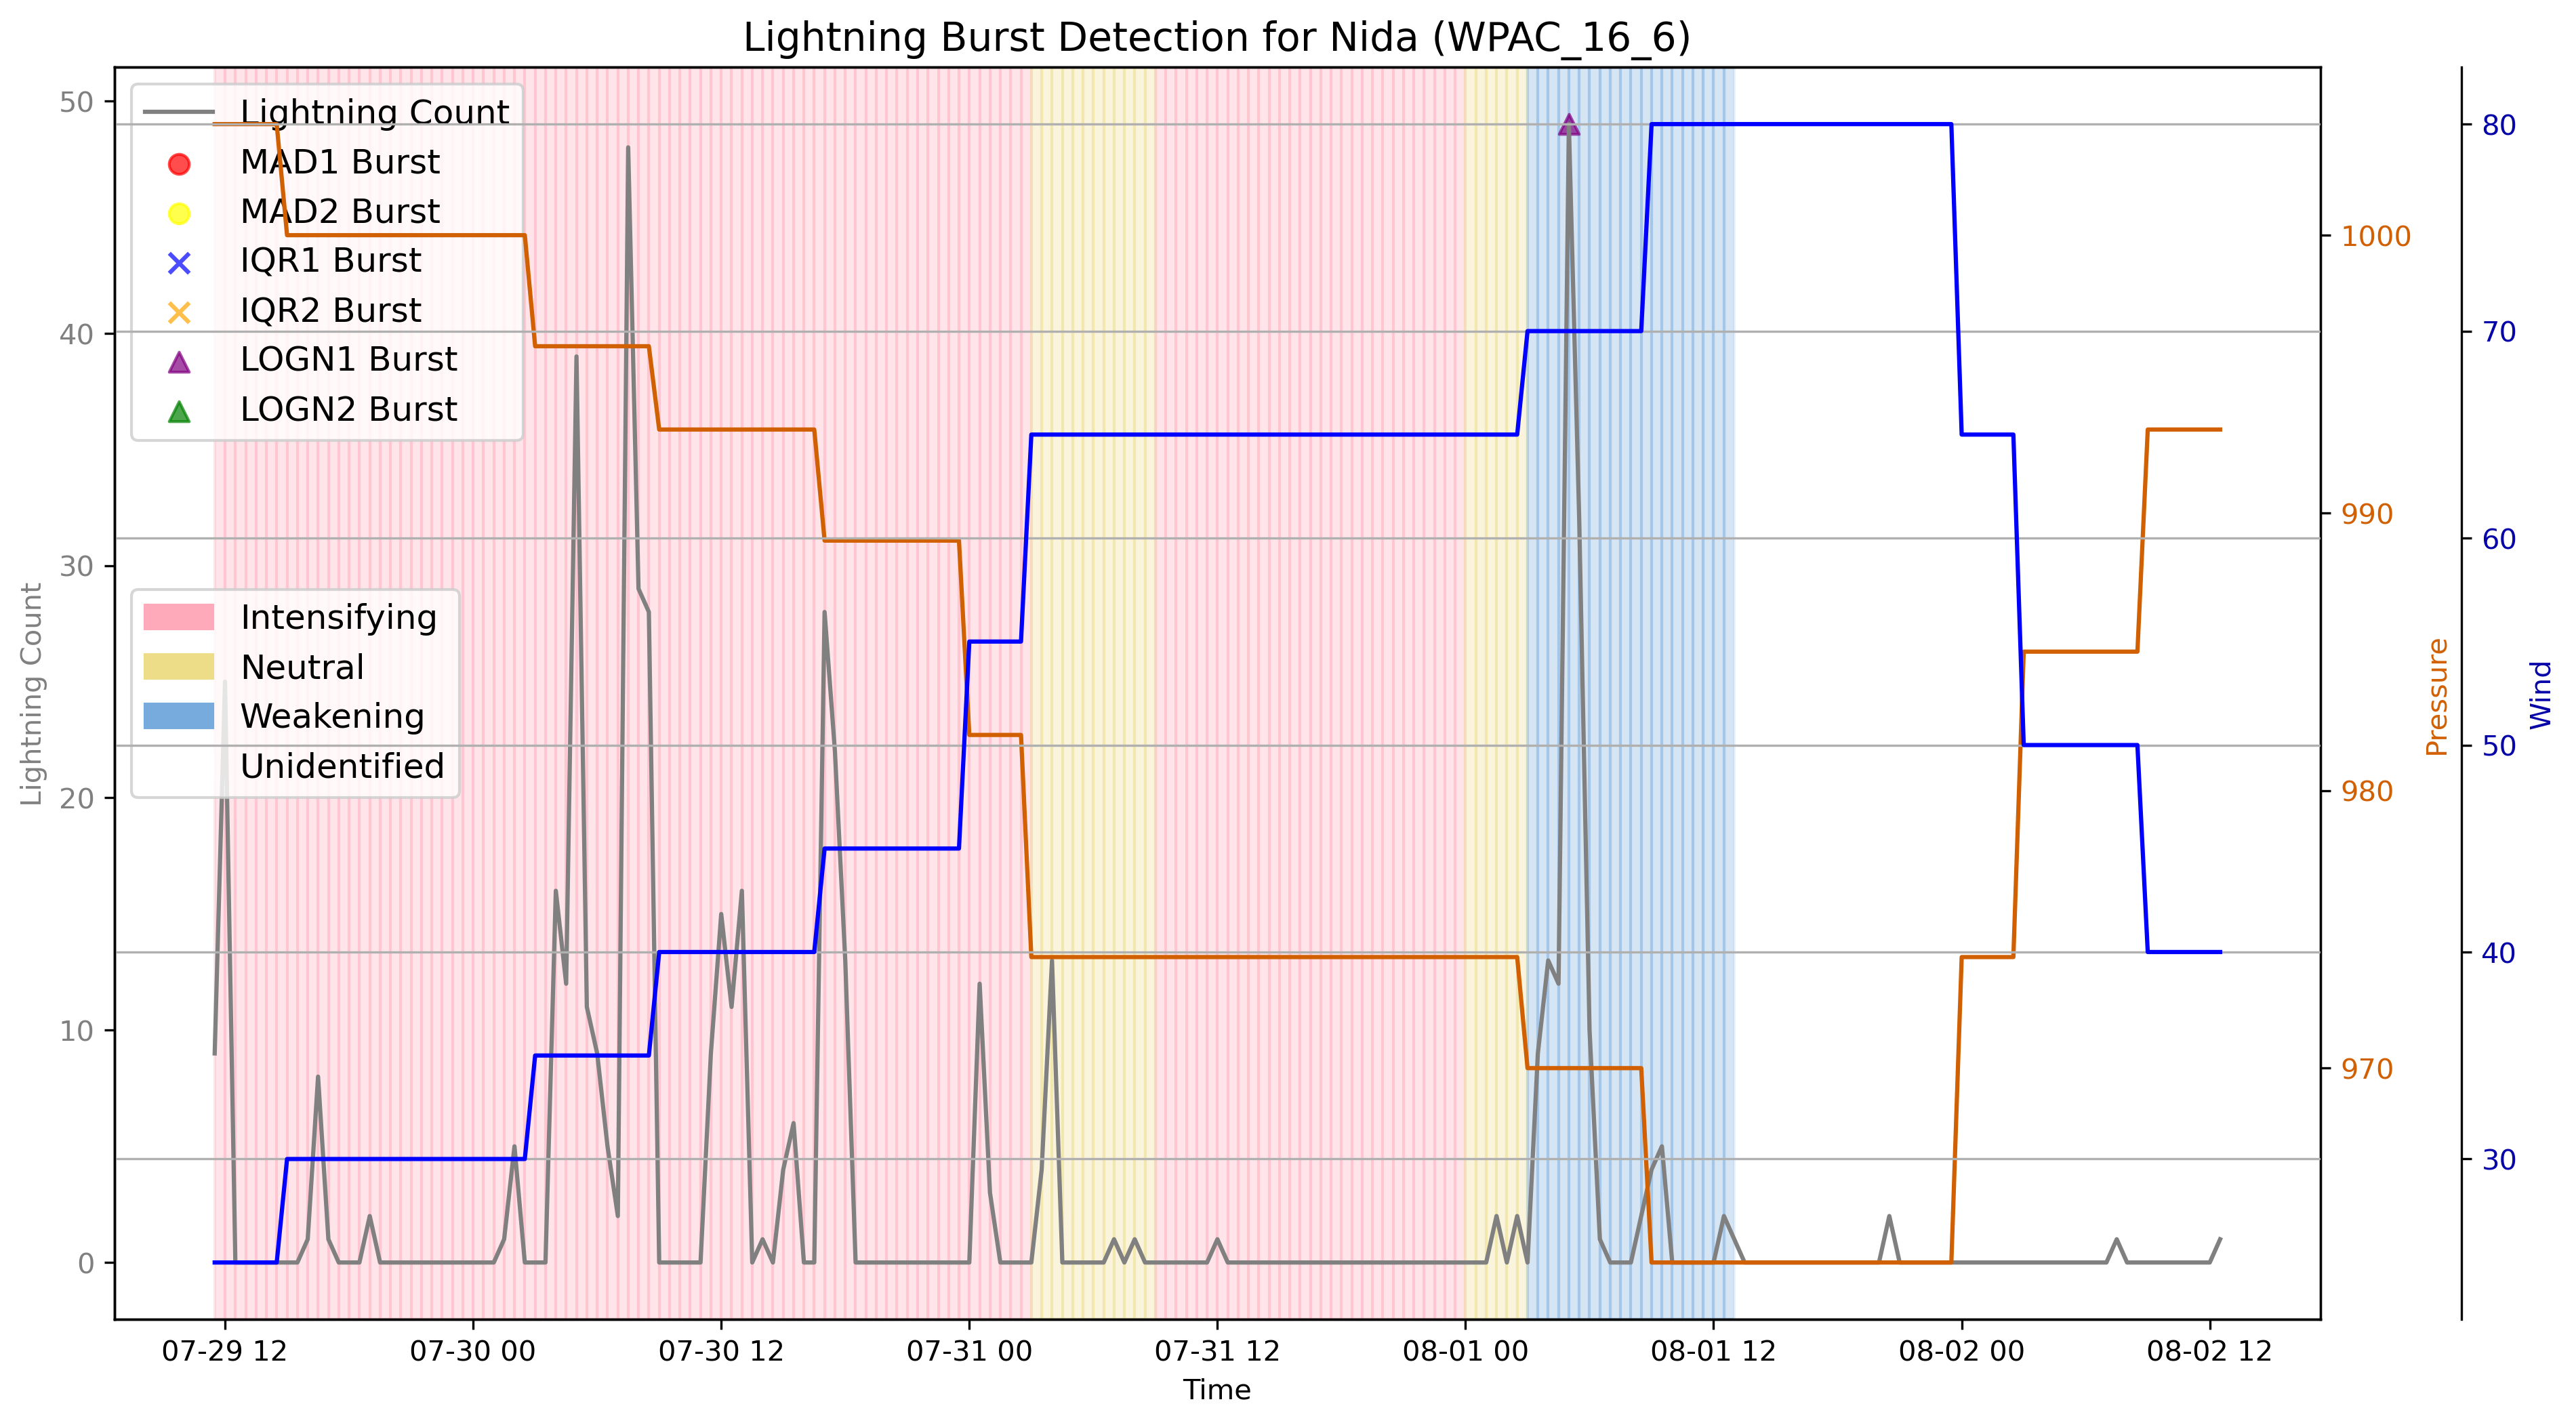 Lightning Burst Detection for Nida (WPAC_16_6)
Lightning Count
MAD1 Burst
MAD2 Burst
IQR1 Burst
IQR2 Burst
LOGN1 Burst
LOGN2 Burst
Intensifying
Neutral
Weakening
Unidentified
Lightning Count
50
40
30
20
10
0
1000
990
980
970
Pressure
80
70
60
50
40
30
Wind
07-29 12
07-30 00
07-30 12
07-31 00
07-31 12
08-01 00
08-01 12
08-02 00
08-02 12
Time